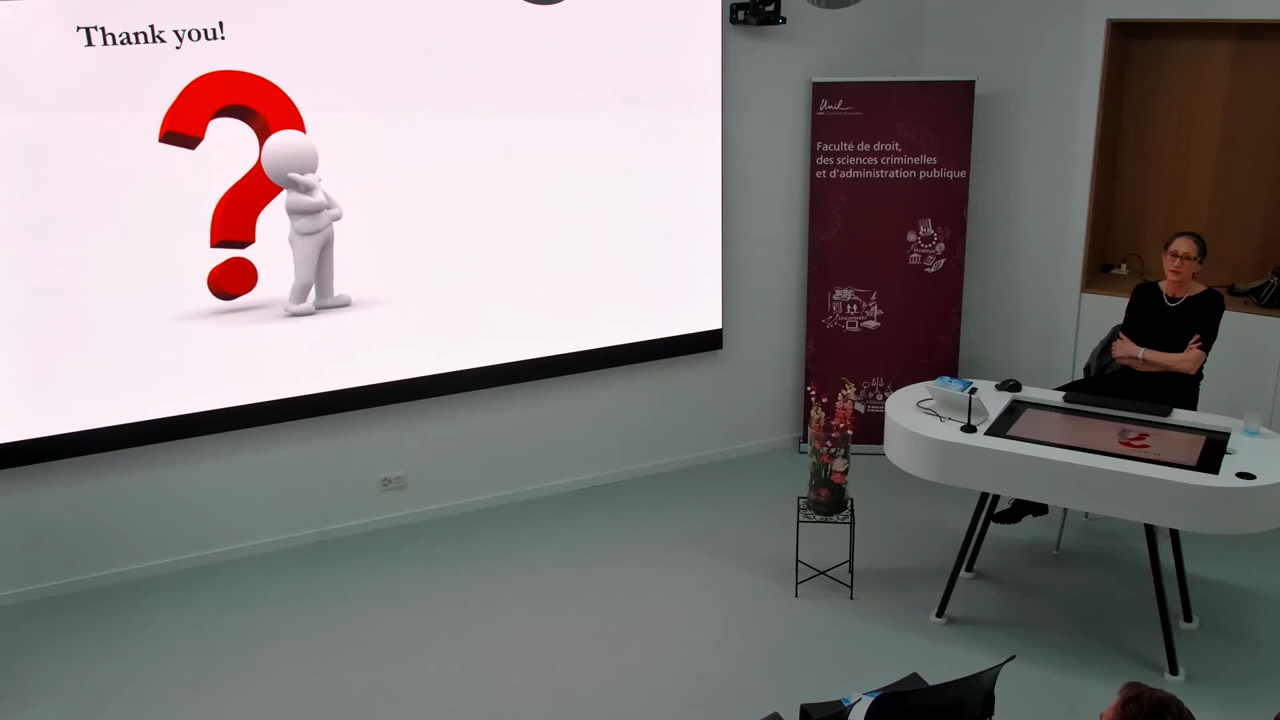 Thank you!
Unil
Faculté de droit,
des sciences criminelles
et d'administration publique